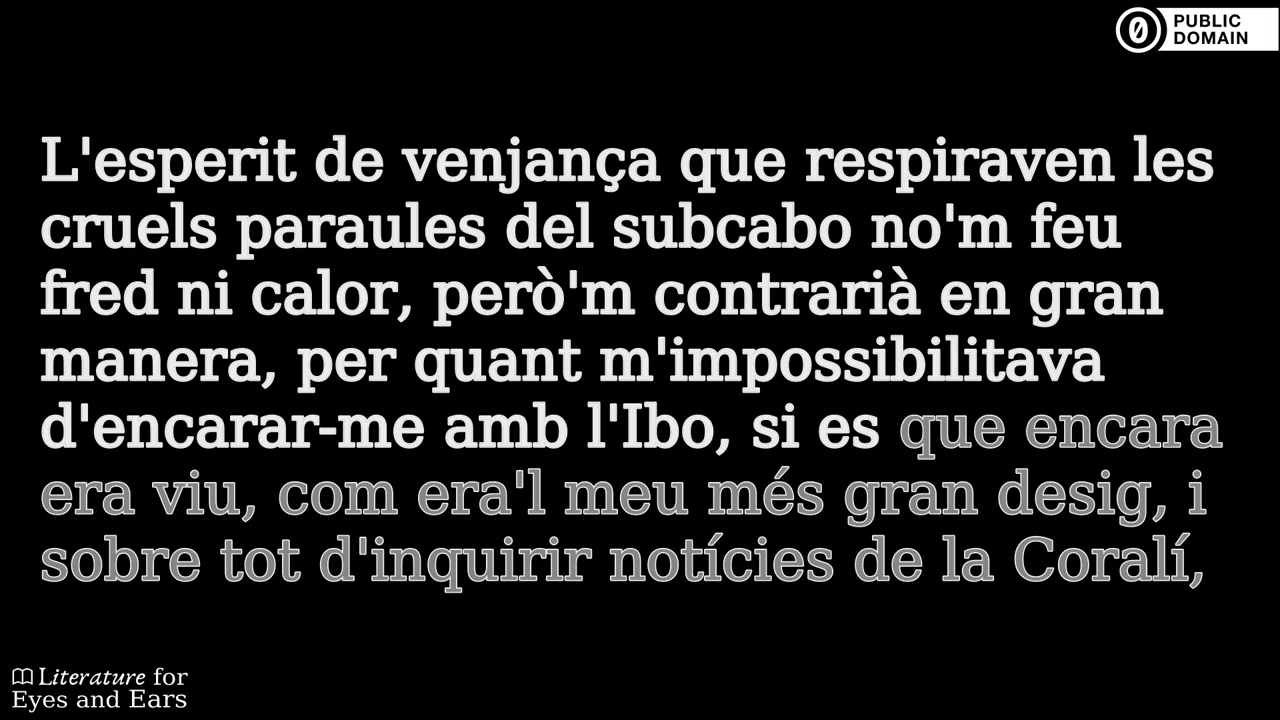 PUBLIC
DOMAIN
L'esperit de venjança que respiraven les
cruels paraules del subcabo no'm feu
fred ni calor, però'm contrarià en gran
manera, per quant m'impossibilitava
d'encarar-me amb l'Ibo, si es que encara
era viu, com era'l meu més gran desig, i
sobre tot d'inquirir notícies de la Coralí,
Literature for
Eyes and Ears